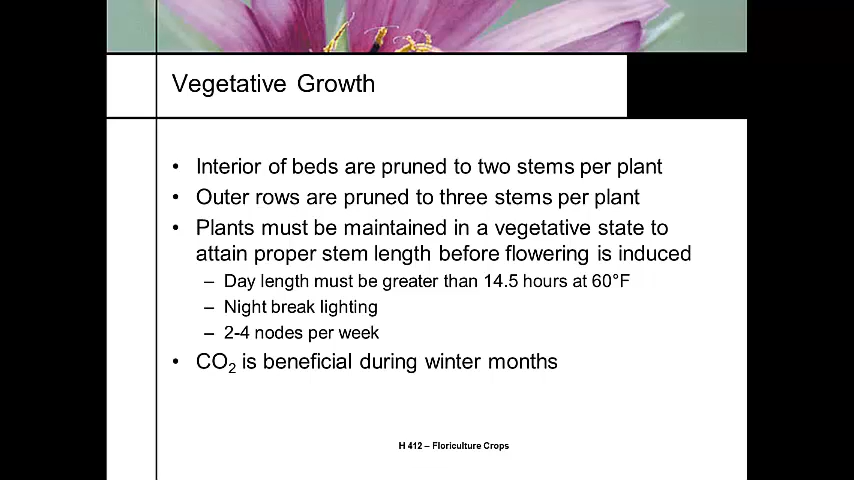 Vegetative Growth
• Interior of beds are pruned to two stems per plant
• Outer rows are pruned to three stems per plant
• Plants must be maintained in a vegetative state to
attain proper stem length before flowering is induced
– Day length must be greater than 14.5 hours at 60°F
– Night break lighting
– 2-4 nodes per week
• CO₂ is beneficial during winter months
H 412 – Floriculture Crops